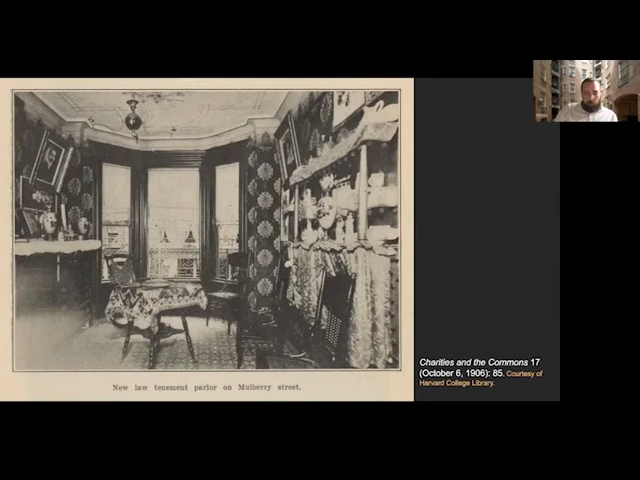 New law tenement parlor on Mulberry street.
Charities and the Commons 17
(October 6, 1906): 85. Courtesy of
Harvard College Library.